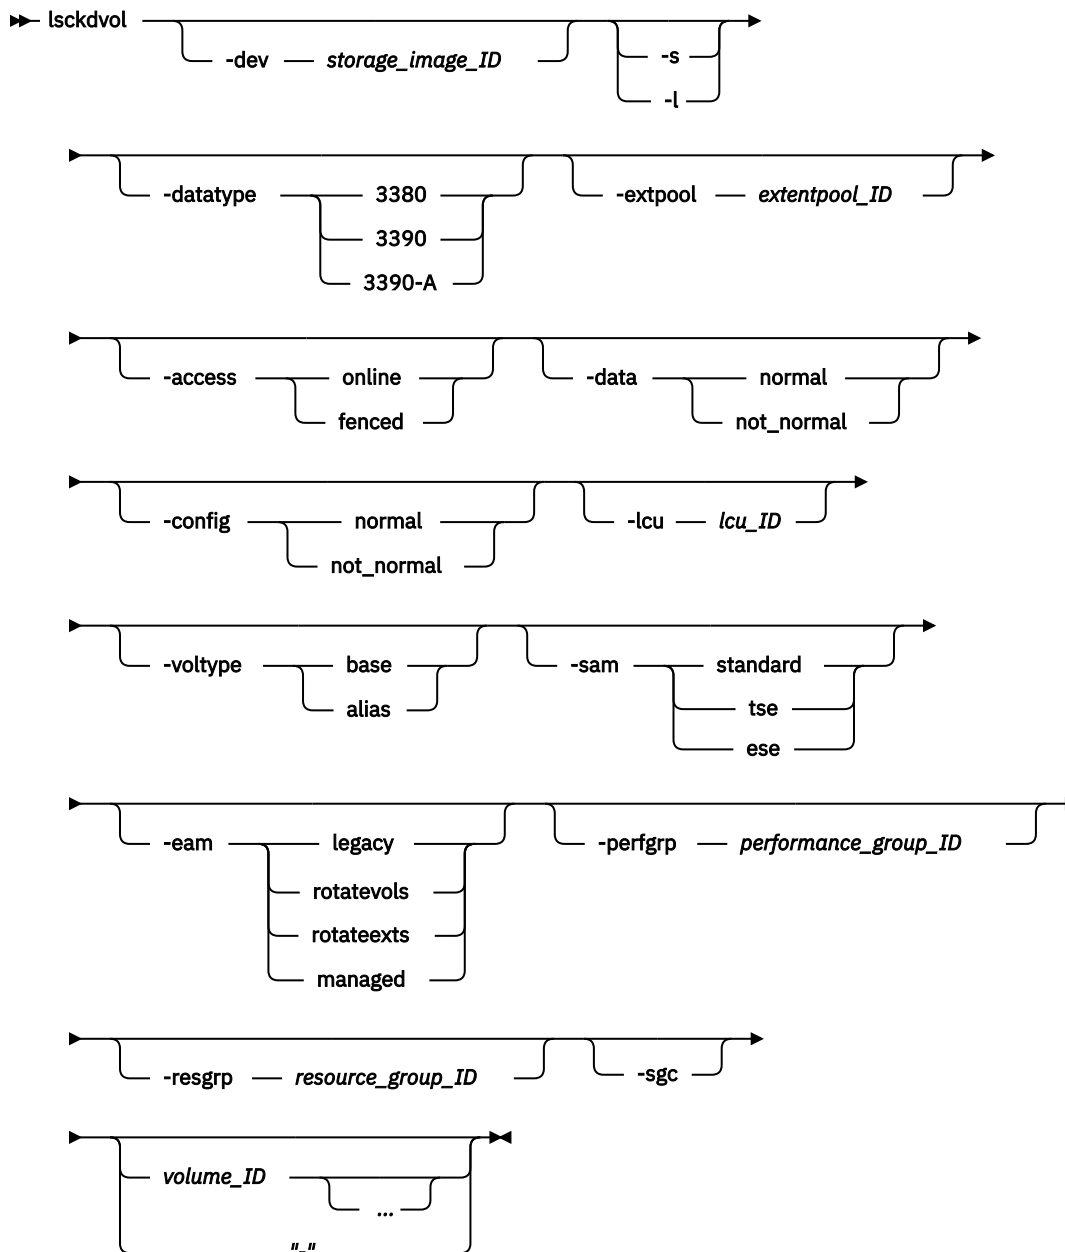 lsckdvol
-dev storage_image_ID -s
-l
-datatype 3380 -extpool extentpool_ID
3390
3390-A
-access online -data normal
fenced not_normal
-config normal -lcu lcu_ID
not_normal
-voltype base -sam standard
alias tse
ese
-eam legacy -perfgrp performance_group_ID
rotatevols
rotateexts
managed
-resgrp resource_group_ID -sgc
volume_ID
...
"-"